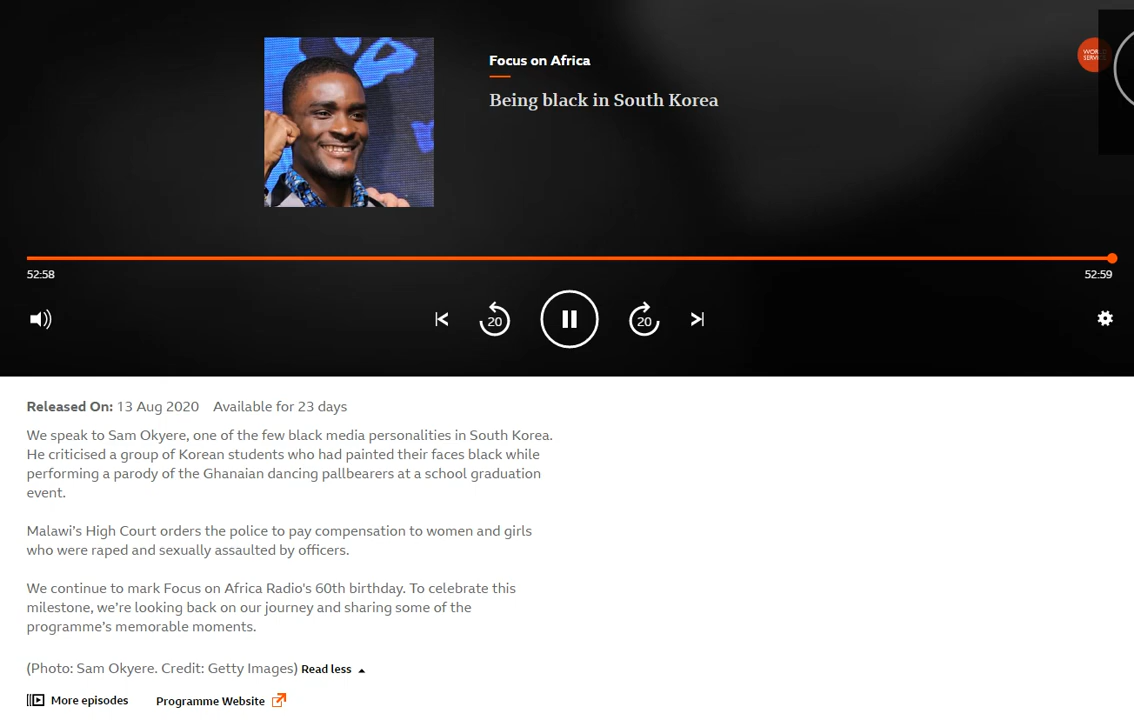 Focus on Africa
Being black in South Korea
WORLD
SERVICE
52:58
52:59
20
20
Released On: 13 Aug 2020 Available for 23 days
We speak to Sam Okyere, one of the few black media personalities in South Korea.
He criticised a group of Korean students who had painted their faces black while
performing a parody of the Ghanaian dancing pallbearers at a school graduation
event.
Malawi’s High Court orders the police to pay compensation to women and girls
who were raped and sexually assaulted by officers.
We continue to mark Focus on Africa Radio's 60th birthday. To celebrate this
milestone, we’re looking back on our journey and sharing some of the
programme’s memorable moments.
(Photo: Sam Okyere. Credit: Getty Images) Read less
More episodes Programme Website